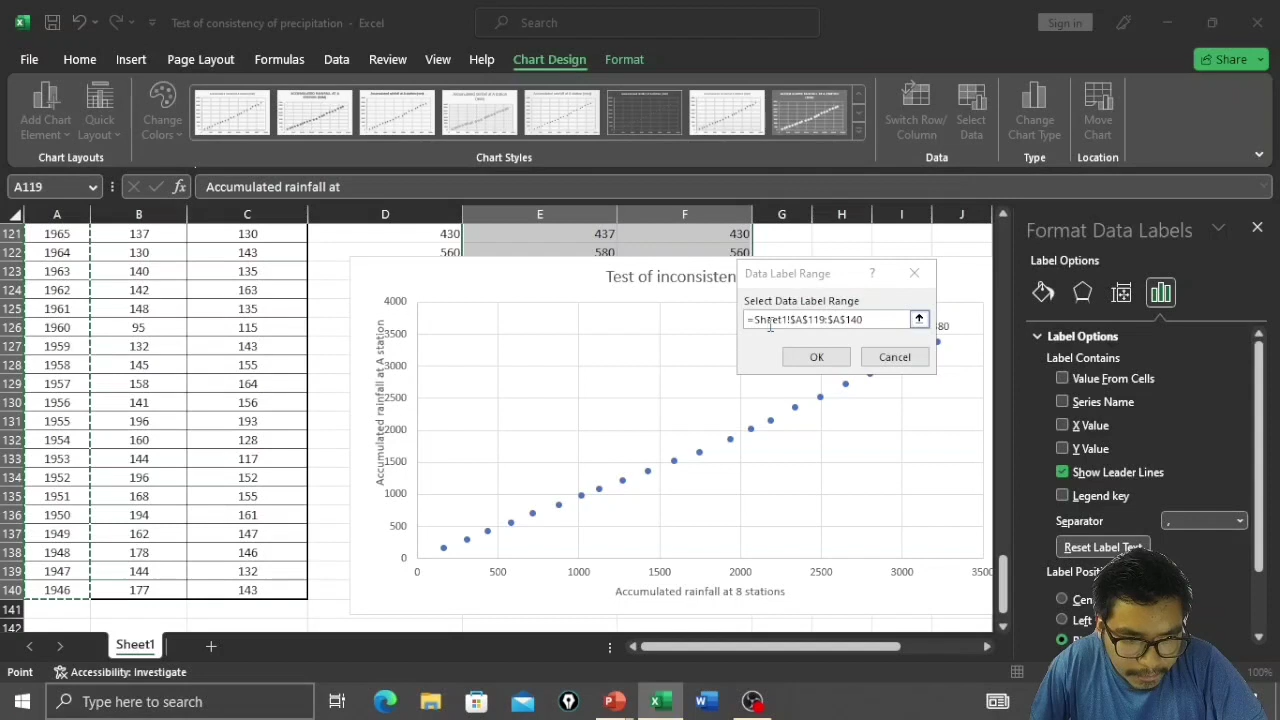 Test of consistency of precipitation - Excel
Search
Sign in
File Home Insert Page Layout Formulas Data Review View Help Chart Design Format
Share
Add Chart Element
Quick Layout
Change Colors
Switch Row/ Column
Select Data
Change Chart Type
Move Chart
Chart Layouts
Chart Styles
Data
Type
Location
A119
fx
Accumulated rainfall at
A B C D E F G H I J
121 1965 137 130 430 437 430
122 1964 130 143 560 580 560
123 1963 140 135
124 1962 142 163
125 1961 148 135
126 1960 95 115
127 1959 132 143
128 1958 145 155
129 1957 158 164
130 1956 141 156
131 1955 196 193
132 1954 160 128
133 1953 144 117
134 1952 196 152
135 1951 168 155
136 1950 194 161
137 1949 162 147
138 1948 178 146
139 1947 144 132
140 1946 177 143
141
142
Test of inconsisten
Accumulated rainfall at A station
4000
3500
3000
2500
2000
1500
1000
500
0
0 500 1000 1500 2000 2500 3000 3500
Accumulated rainfall at 8 stations
80
Data Label Range
?
Select Data Label Range
=Sheet1!$A$119:$A$140
OK
Cancel
Format Data Labels
Label Options
Label Options
Label Contains
Value From Cells
Series Name
X Value
Y Value
Show Leader Lines
Legend key
Separator
,
Reset Label Text
Label Positi
Cen
Left
Sheet1
Point
Accessibility: Investigate
100%
Type here to search